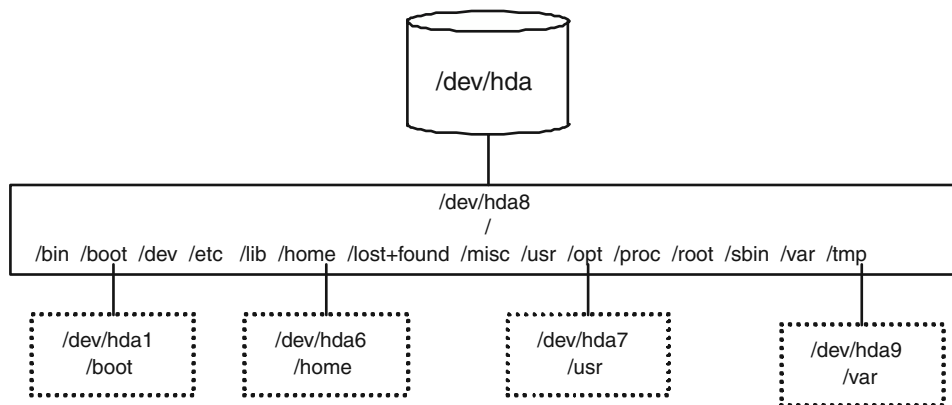 /dev/hda
/dev/hda8
/
/bin /boot /dev /etc /lib /home /lost+found /misc /usr /opt /proc /root /sbin /var /tmp
/dev/hda1
/boot
/dev/hda6
/home
/dev/hda7
/usr
/dev/hda9
/var